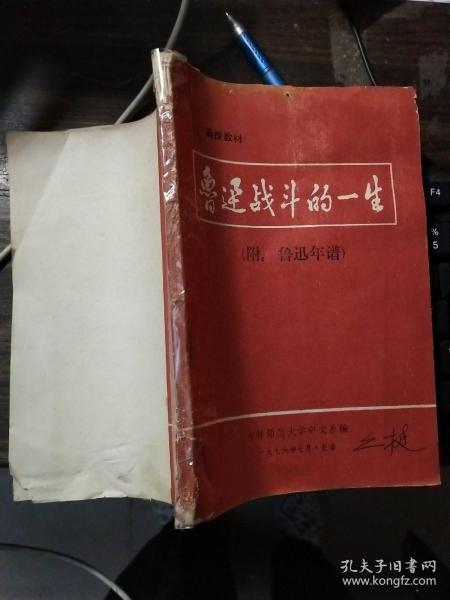 函授教材
鲁迅战斗的一生
(附：鲁迅年谱)
吉林师范大学中文系编
一九七六年七月·长春
F4
%
5
孔夫子旧书网
www.kongfz.com